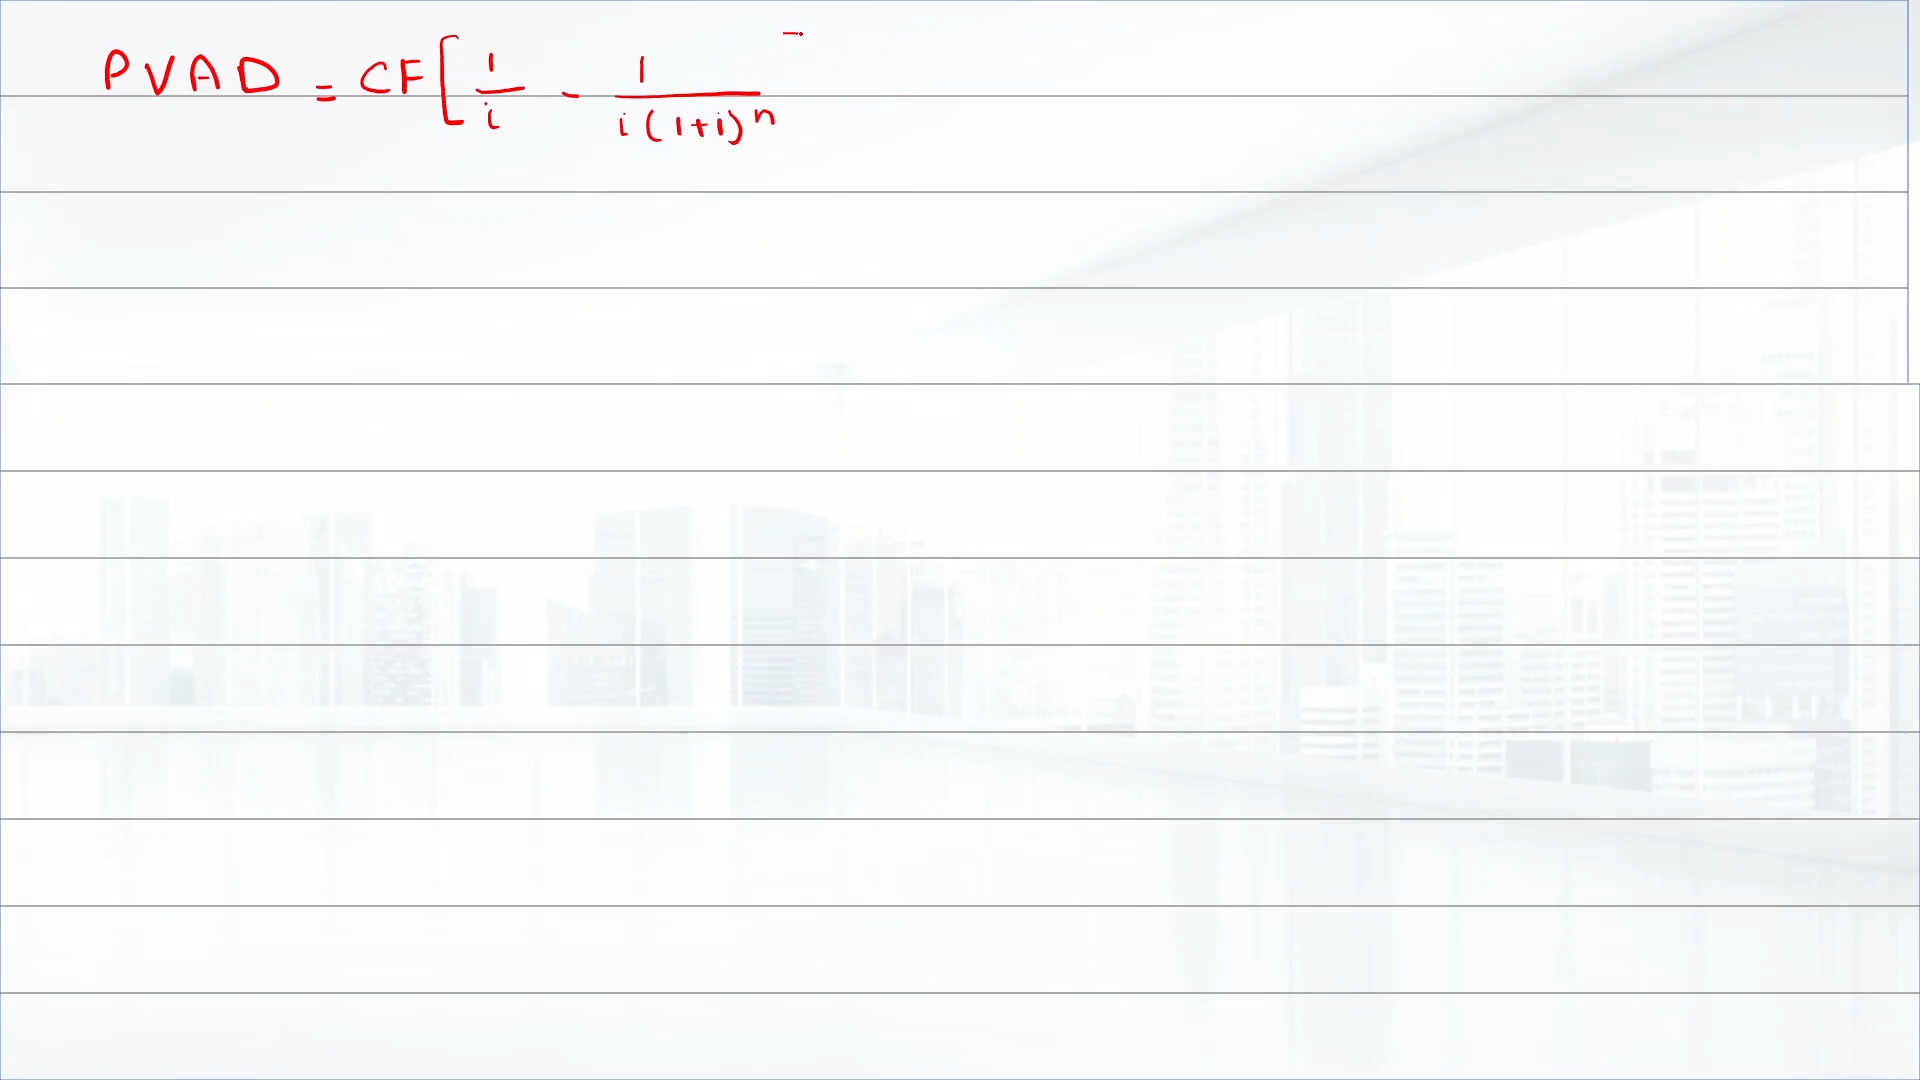 PVAD = CF [ 1/i - 1/i(1+i)^n